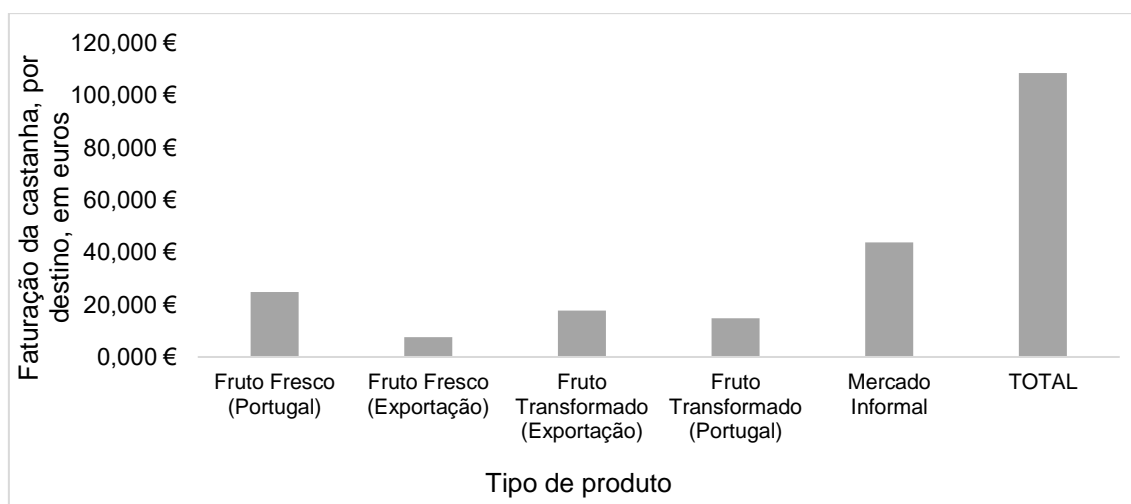 Faturação da castanha, por
destino, em euros
120,000 €
100,000 €
80,000 €
60,000 €
40,000 €
20,000 €
0,000 €
Fruto Fresco
(Portugal)
Fruto Fresco
(Exportação)
Fruto
Transformado
(Exportação)
Fruto
Transformado
(Portugal)
Mercado
Informal
TOTAL
Tipo de produto